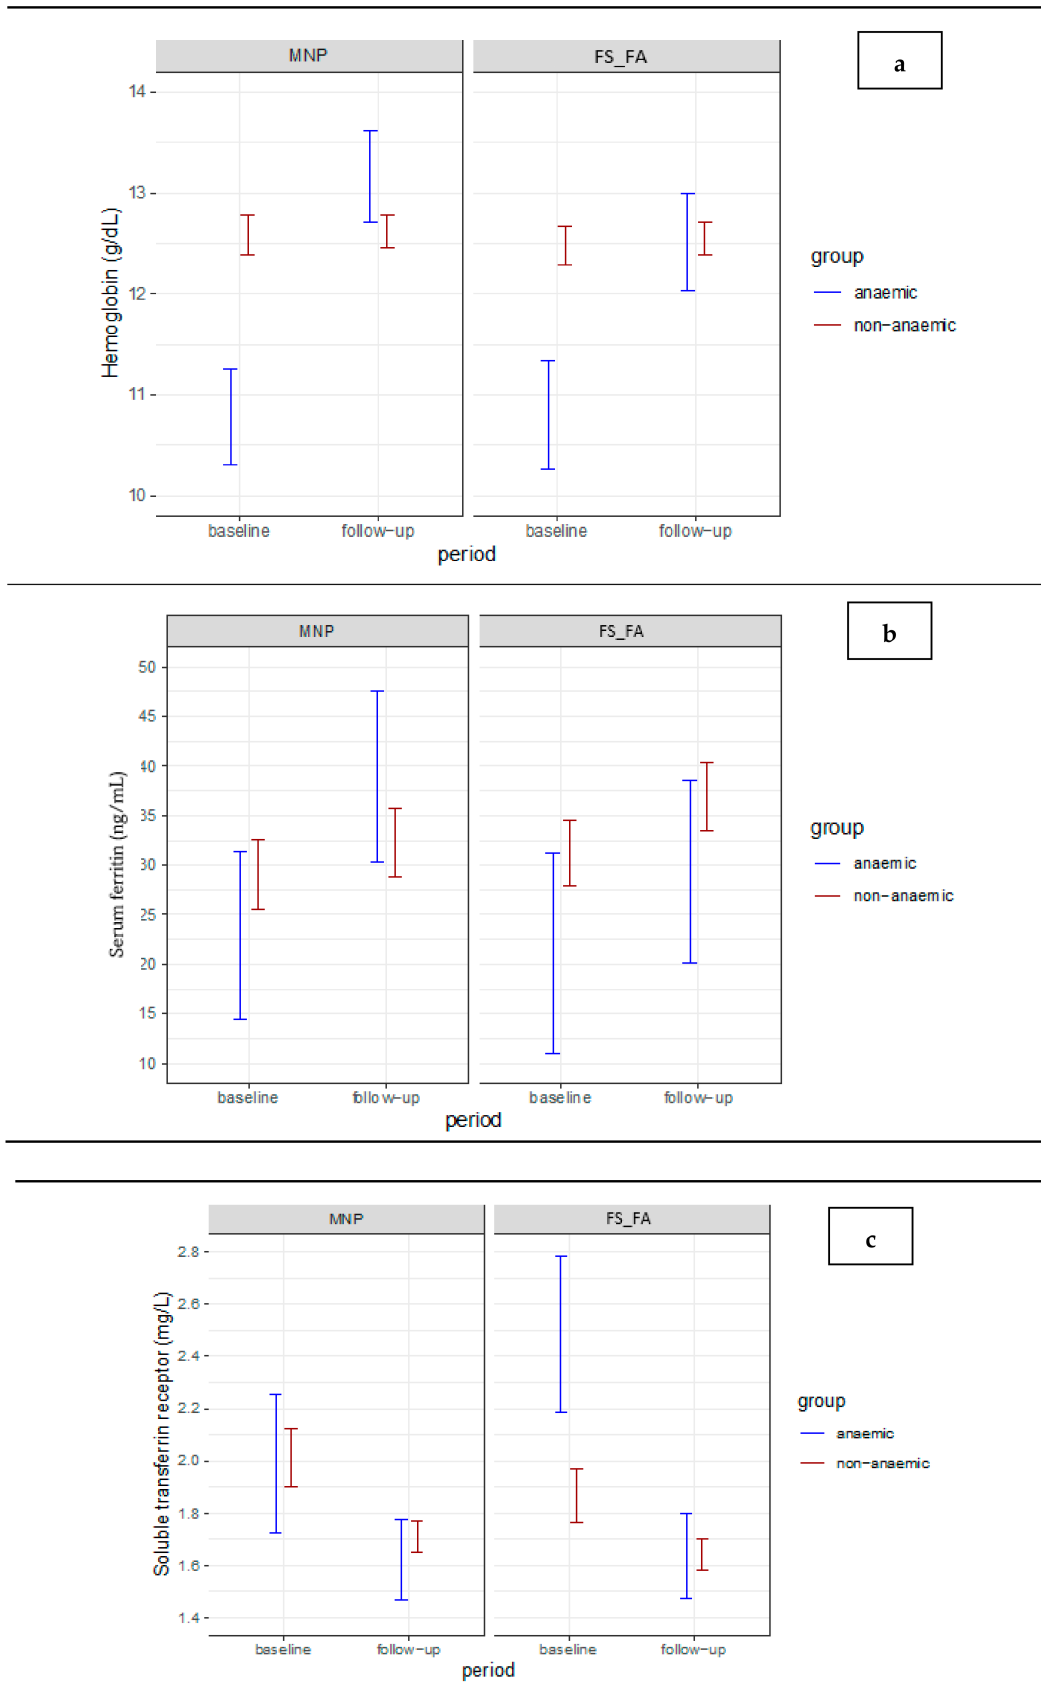 MNP
FS_FA
a
14
13
12
11
10
Hemoglobin (g/dL)
baseline
follow-up
baseline
follow-up
period
group
anaemic
non-anaemic
MNP
FS_FA
b
50
45
40
35
30
25
20
15
10
Serum ferritin (ng/mL)
baseline
follow-up
baseline
follow-up
period
group
anaemic
non-anaemic
MNP
FS_FA
c
2.8
2.6
2.4
2.2
2.0
1.8
1.6
1.4
Soluble transferrin receptor (mg/L)
baseline
follow-up
baseline
follow-up
period
group
anaemic
non-anaemic